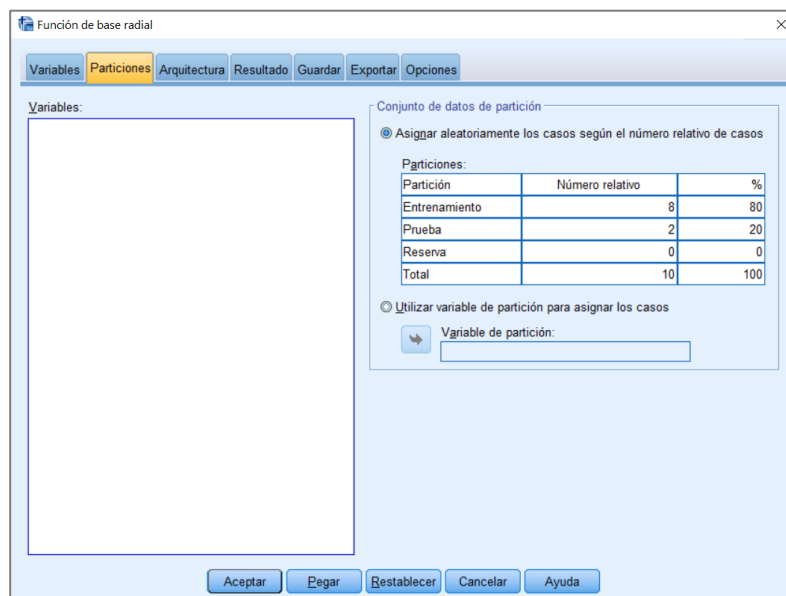 Función de base radial
Variables Particiones Arquitectura Resultado Guardar Exportar Opciones
Variables:
Conjunto de datos de partición
Asignar aleatoriamente los casos según el número relativo de casos
Particiones:
Partición Número relativo %
Entrenamiento 8 80
Prueba 2 20
Reserva 0 0
Total 10 100
Utilizar variable de partición para asignar los casos
Variable de partición:
Aceptar Pegar Restablecer Cancelar Ayuda